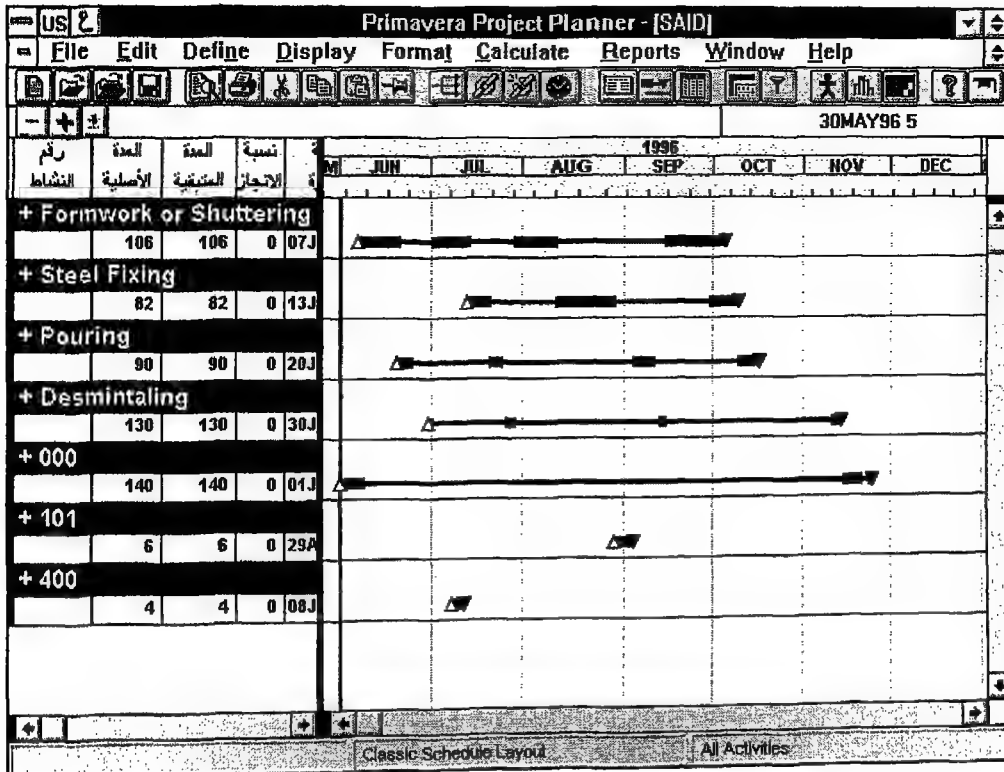 US ع Primavera Project Planner - [SAID]
File Edit Define Display Format Calculate Reports Window Help
30MAY96 5
رقم النشاط المدة الأصلية المدة المتبقية نسبة الانجاز
1996
M JUN JUL AUG SEP OCT NOV DEC
+ Formwork or Shuttering
106 106 0 07J
+ Steel Fixing
82 82 0 13J
+ Pouring
90 90 0 20J
+ Desmintaling
130 130 0 30J
+ 000
140 140 0 01J
+ 101
6 6 0 29A
+ 400
4 4 0 08J
Classic Schedule Layout All Activities